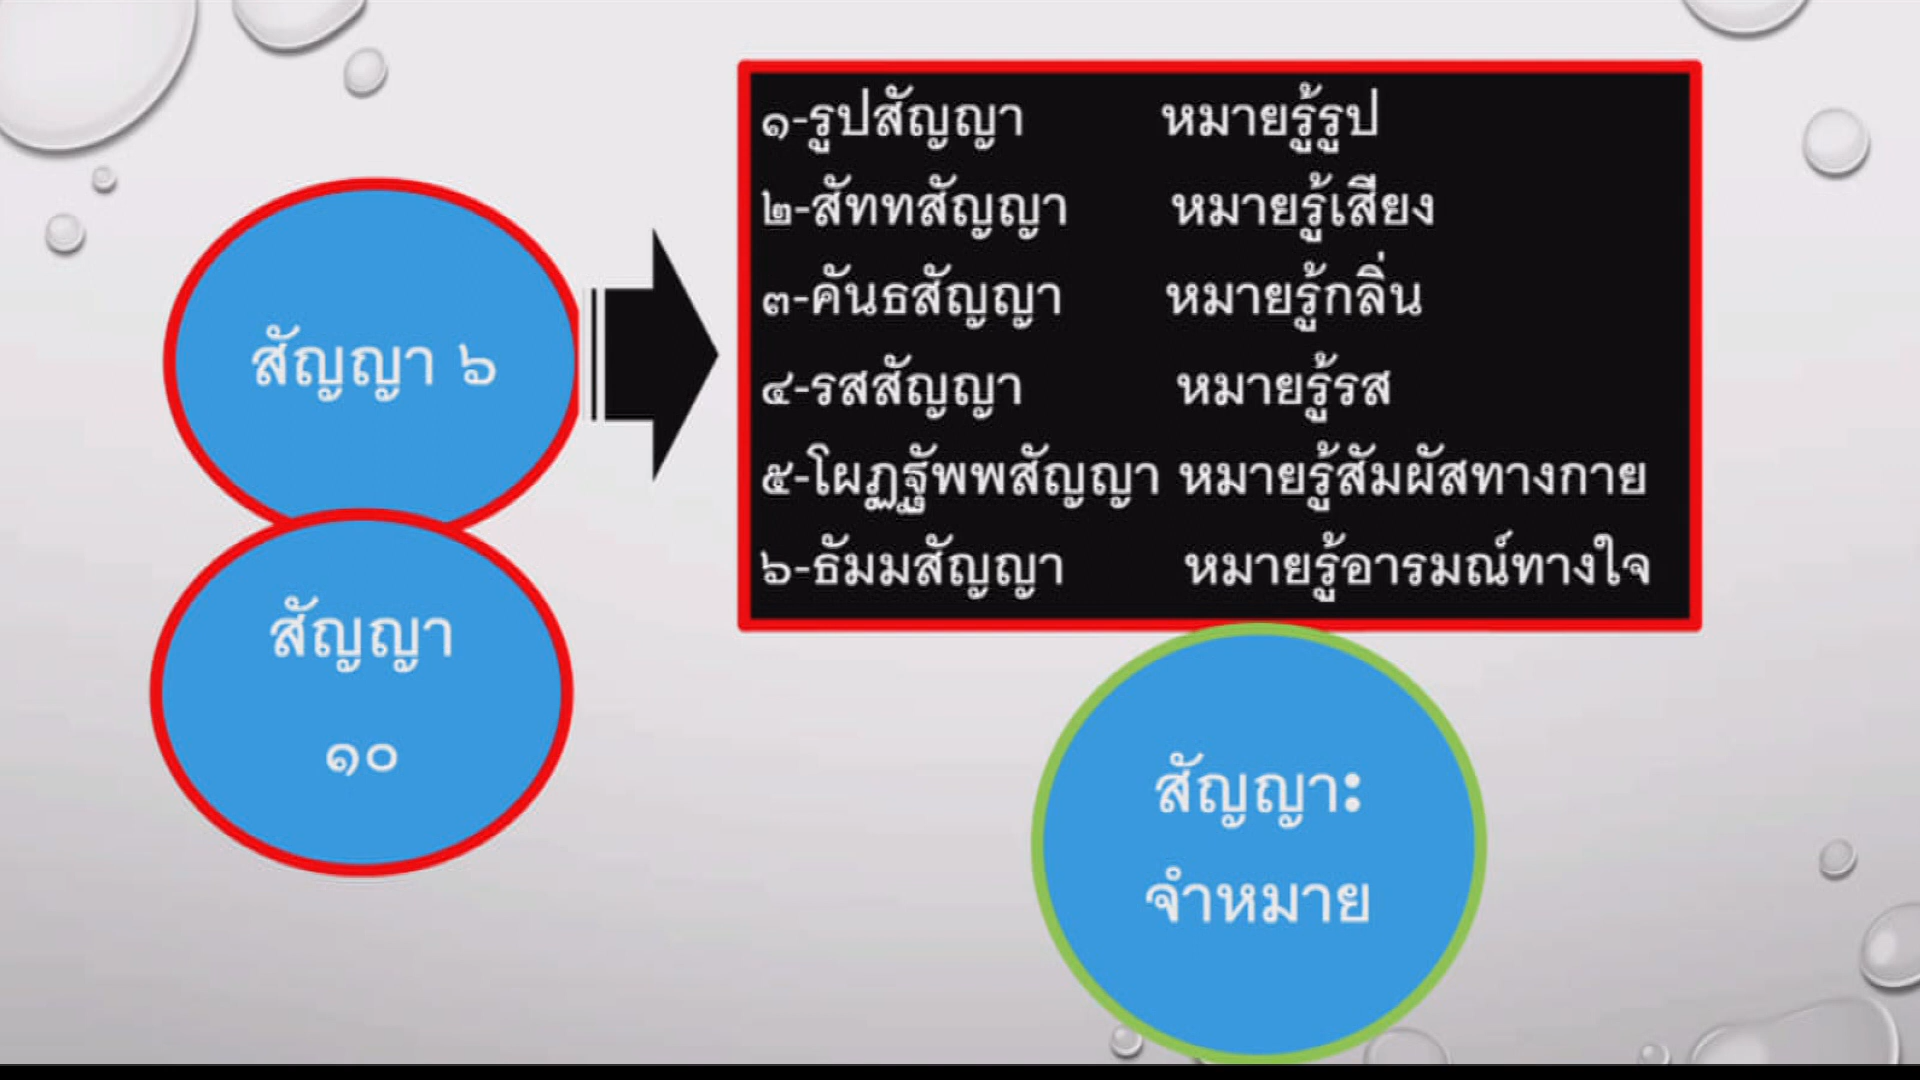 สัญญา ๖
๑-รูปสัญญา หมายรู้รูป
๒-สัททสัญญา หมายรู้เสียง
๓-คันธสัญญา หมายรู้กลิ่น
๔-รสสัญญา หมายรู้รส
๕-โผฏฐัพพสัญญา หมายรู้สัมผัสทางกาย
๖-ธัมมสัญญา หมายรู้อารมณ์ทางใจ
สัญญา
๑๐
สัญญา:
จำหมาย